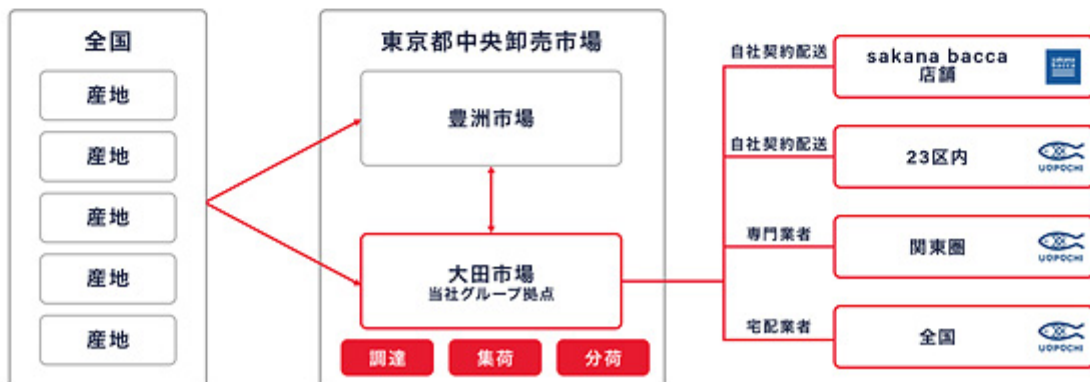 全国
産地
産地
産地
産地
産地
東京都中央卸売市場
豊洲市場
大田市場
当社グループ拠点
調達
集荷
分荷
自社契約配送
sakana bacca
店舗
自社契約配送
23区内
UOPOCHI
専門業者
関東圏
UOPOCHI
宅配業者
全国
UOPOCHI